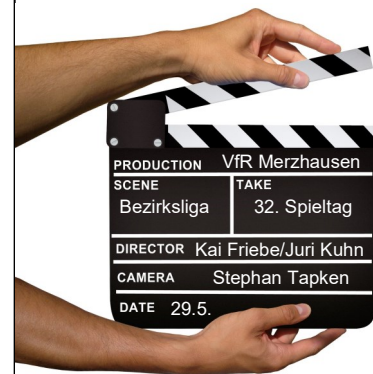 PRODUCTION VfR Merzhausen
SCENE TAKE
Bezirksliga 32. Spieltag
DIRECTOR Kai Friebe/Juri Kuhn
CAMERA Stephan Tapken
DATE 29.5.